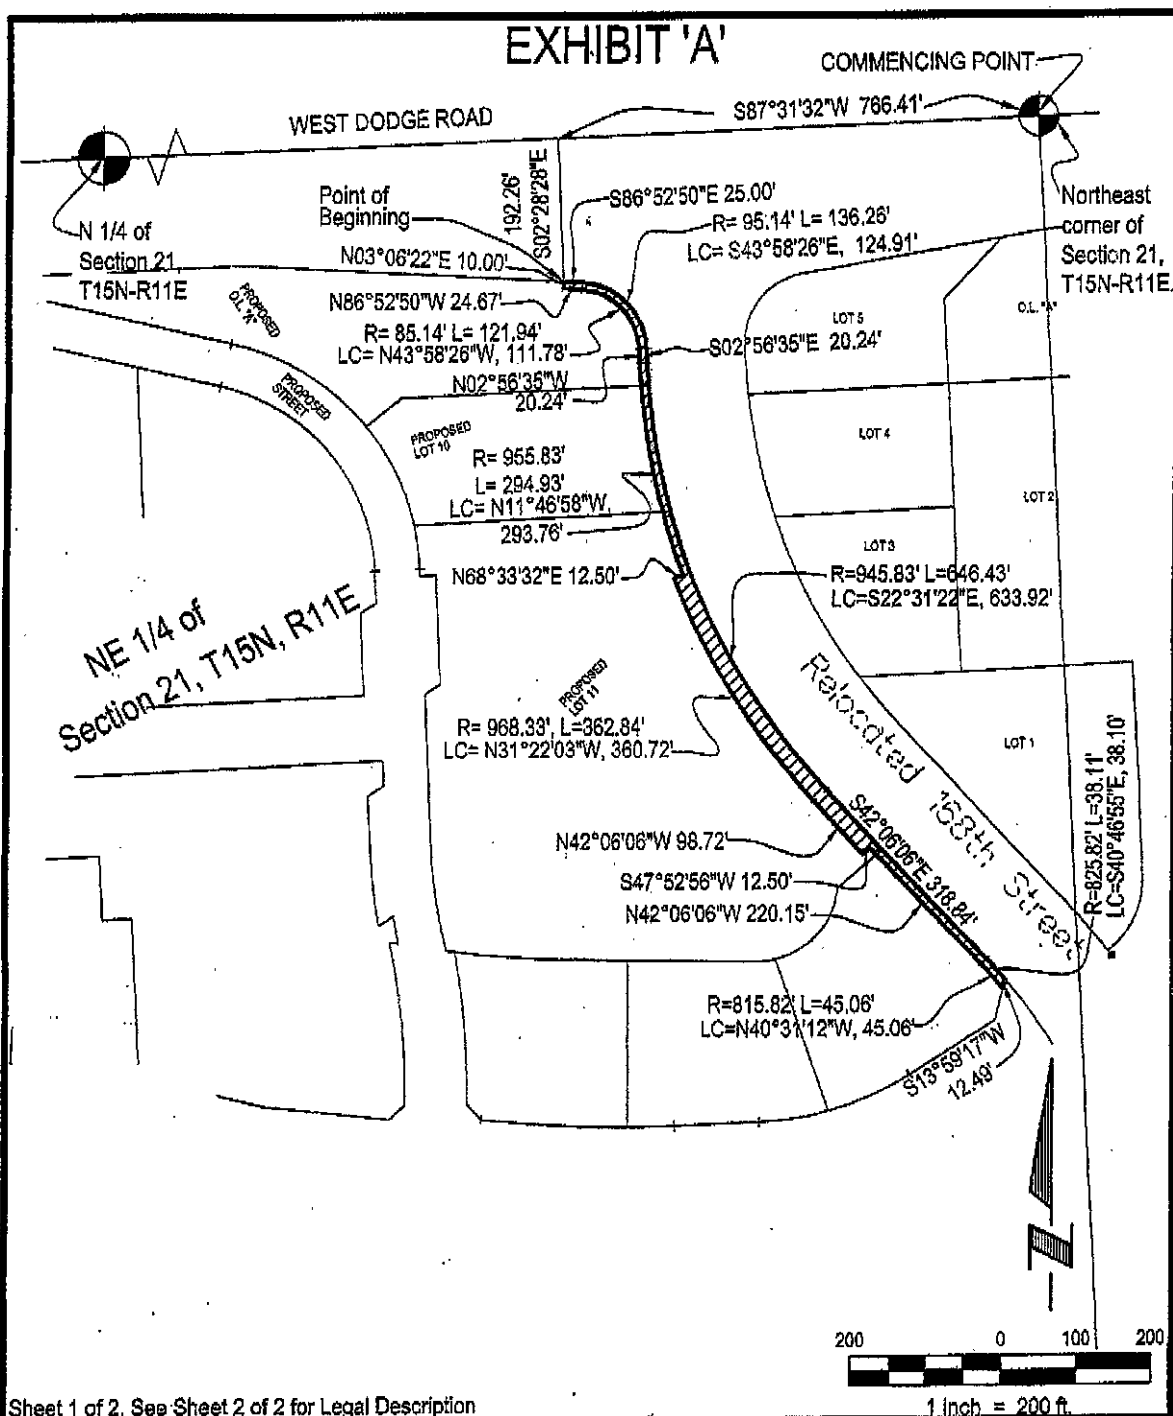 EXHIBIT 'A'
COMMENCING POINT
S87°31'32"W 766.41'
WEST DODGE ROAD
192.26'
S02°28'28"E
Point of
Beginning
S86°52'50"E 25.00'
R= 95.14' L= 136.26'
LC= S43°58'26"E, 124.91'
Northeast
corner of
Section 21,
T15N-R11E.
N 1/4 of
Section 21
T15N-R11E
N03°06'22"E 10.00'
N86°52'50"W 24.67'
PROPOSED
O.L. "A"
R= 85.14' L= 121.94'
LC= N43°58'26"W, 111.78'
LOT 5
O.L. "A"
S02°56'35"E 20.24'
N02°56'35"W
20.24'
PROPOSED
STREET
PROPOSED
LOT 10
LOT 4
R= 955.83'
L= 294.93'
LC= N11°46'58"W,
293.76'
LOT 2
LOT 3
N68°33'32"E 12.50'
R=945.83' L=646.43'
LC=S22°31'22"E, 633.92'
NE 1/4 of
Section 21, T15N, R11E
PROPOSED
LOT 11
Relocated 168th Street
R= 968.33', L=362.84'
LC= N31°22'03"W, 360.72'
LOT 1
R=825.82' L=38.11'
LC=S40°46'55"E, 38.10'
S42°06'06"E 318.84'
N42°06'06"W 98.72'
S47°52'56"W 12.50'
N42°06'06"W 220.15'
R=815.82' L=45.06'
LC=N40°31'12"W, 45.06'
S13°59'17"W
12.49'
N
200 0 100 200
1 inch = 200 ft.
Sheet 1 of 2. See Sheet 2 of 2 for Legal Description